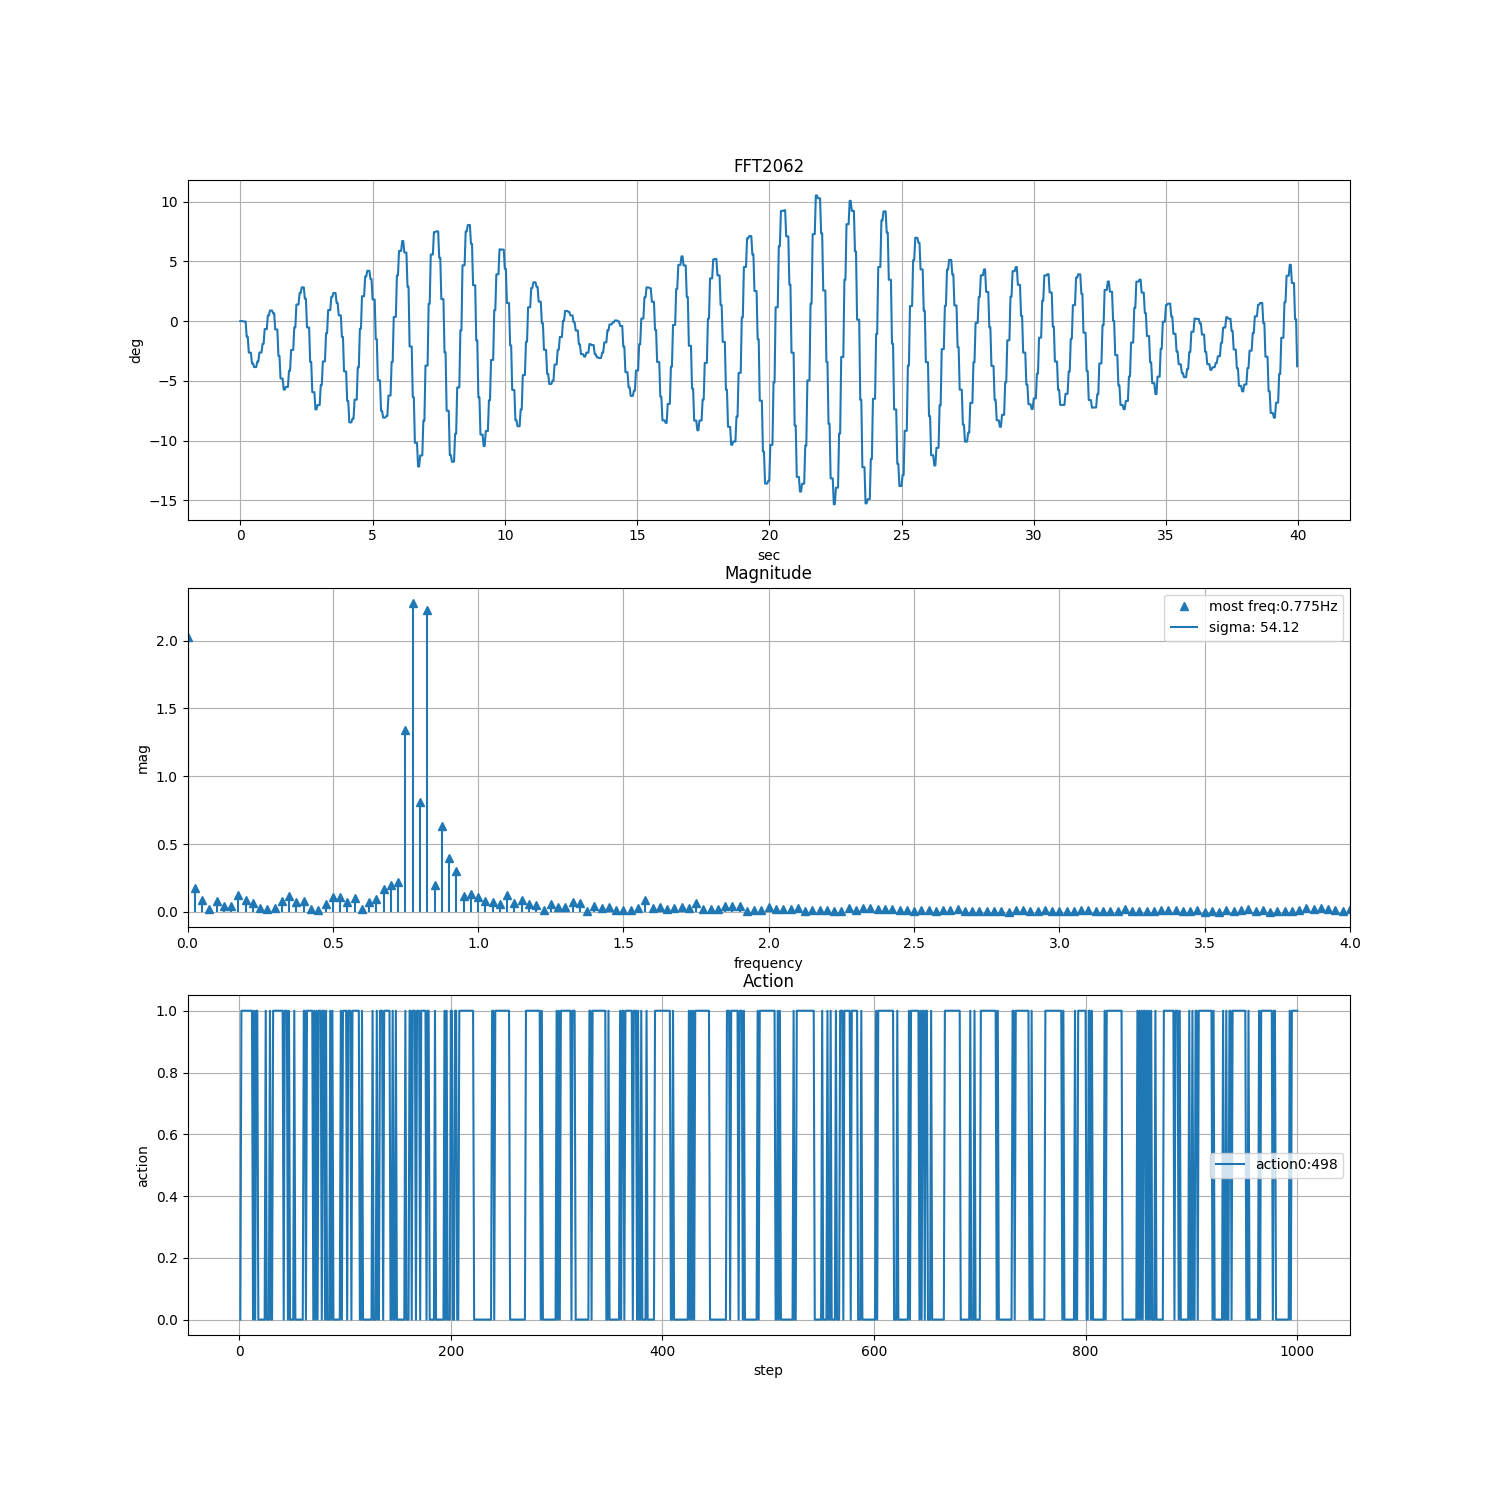 FFT2062
10
5
0
−5
−10
−15
deg
0 5 10 15 20 25 30 35 40
sec
Magnitude
most freq:0.775Hz
sigma: 54.12
2.0
1.5
1.0
0.5
0.0
mag
0.0 0.5 1.0 1.5 2.0 2.5 3.0 3.5 4.0
frequency
Action
1.0
0.8
0.6
0.4
0.2
0.0
action
action0:498
0 200 400 600 800 1000
step